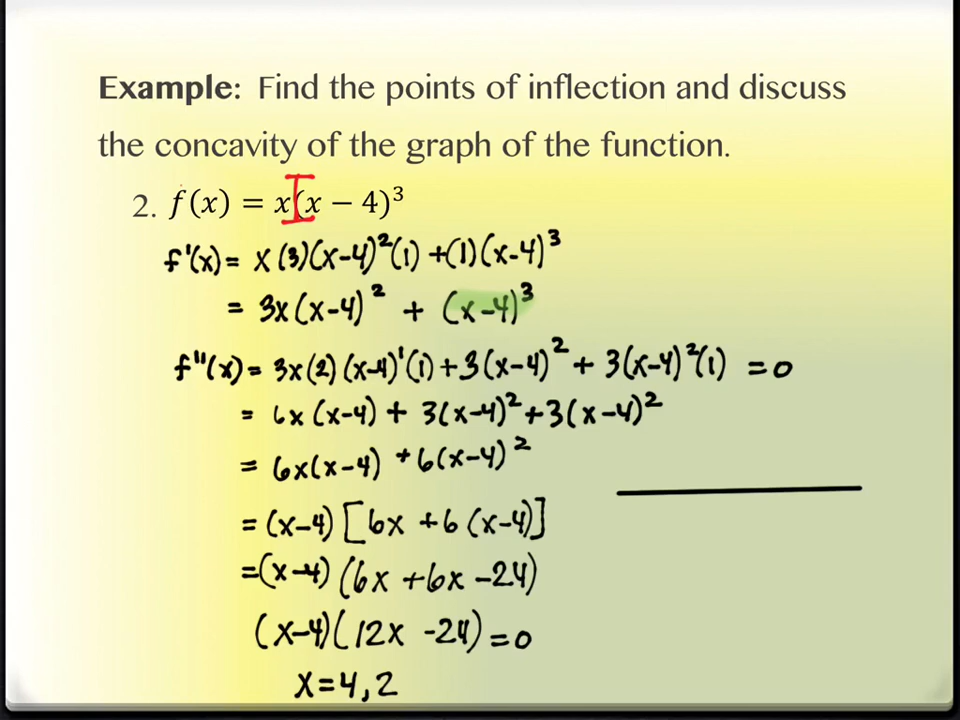 Example: Find the points of inflection and discuss
the concavity of the graph of the function.
2. f(x) = x(x − 4)³
f'(x) = x(3)(x-4)²(1) + (1)(x-4)³
= 3x(x-4)² + (x-4)³
f''(x) = 3x(2)(x-4)'(1) + 3(x-4)² + 3(x-4)²(1) = 0
= 6x(x-4) + 3(x-4)² + 3(x-4)²
= 6x(x-4) + 6(x-4)²
= (x-4)[6x + 6(x-4)]
= (x-4)(6x + 6x - 24)
(x-4)(12x - 24) = 0
x = 4, 2